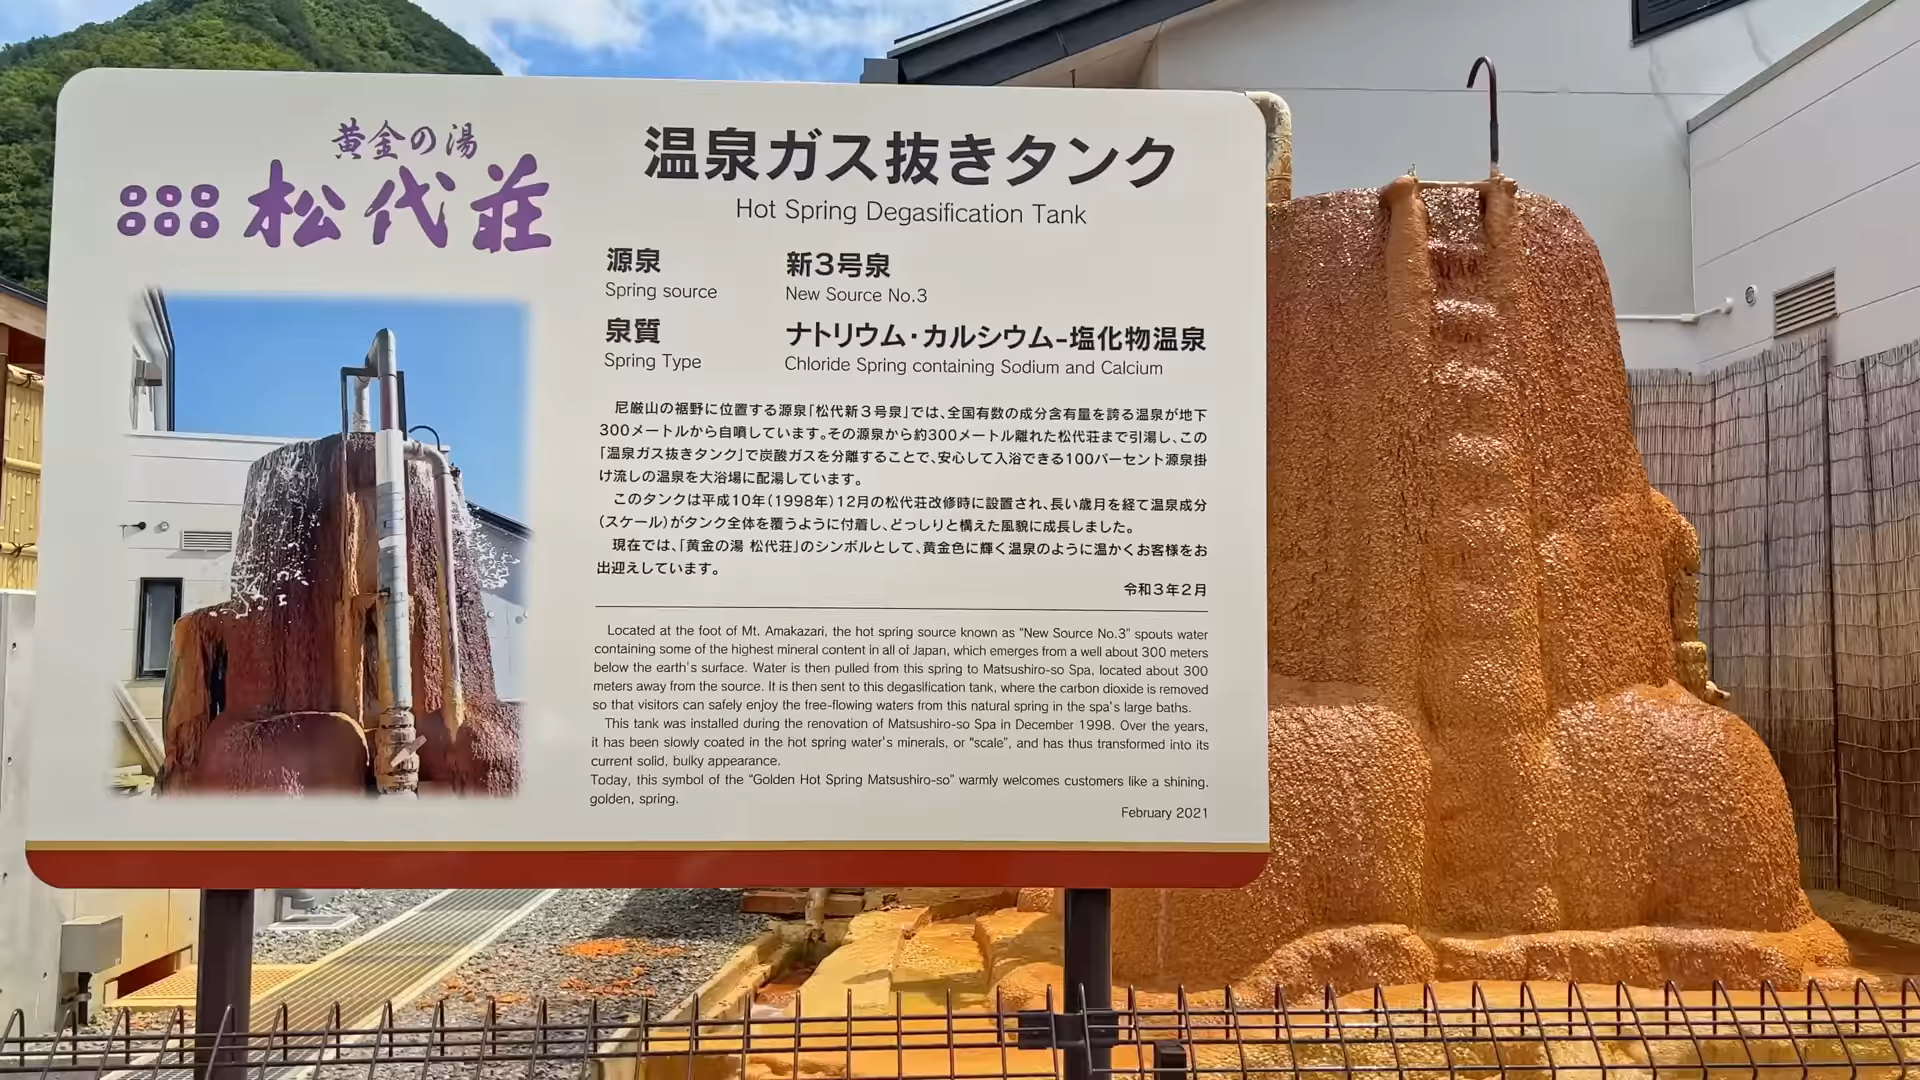 黄金の湯
松代荘
温泉ガス抜きタンク
Hot Spring Degasification Tank
源泉 新3号泉
Spring source New Source No.3
泉質 ナトリウム・カルシウム-塩化物温泉
Spring Type Chloride Spring containing Sodium and Calcium
尼厳山の裾野に位置する源泉「松代新3号泉」では、全国有数の成分含有量を誇る温泉が地下
300メートルから自噴しています。その源泉から約300メートル離れた松代荘まで引湯し、この
「温泉ガス抜きタンク」で炭酸ガスを分離することで、安心して入浴できる100パーセント源泉掛
け流しの温泉を大浴場に配湯しています。
このタンクは平成10年(1998年)12月の松代荘改修時に設置され、長い歳月を経て温泉成分
(スケール)がタンク全体を覆うように付着し、どっしりと構えた風貌に成長しました。
現在では、「黄金の湯 松代荘」のシンボルとして、黄金色に輝く温泉のように温かくお客様をお
出迎えしています。
令和3年2月
Located at the foot of Mt. Amakazari, the hot spring source known as "New Source No.3" spouts water
containing some of the highest mineral content in all of Japan, which emerges from a well about 300 meters
below the earth's surface. Water is then pulled from this spring to Matsushiro-so Spa, located about 300
meters away from the source. It is then sent to this degasification tank, where the carbon dioxide is removed
so that visitors can safely enjoy the free-flowing waters from this natural spring in the spa's large baths.
This tank was installed during the renovation of Matsushiro-so Spa in December 1998. Over the years,
it has been slowly coated in the hot spring water's minerals, or "scale", and has thus transformed into its
current solid, bulky appearance.
Today, this symbol of the "Golden Hot Spring Matsushiro-so" warmly welcomes customers like a shining,
golden, spring.
February 2021